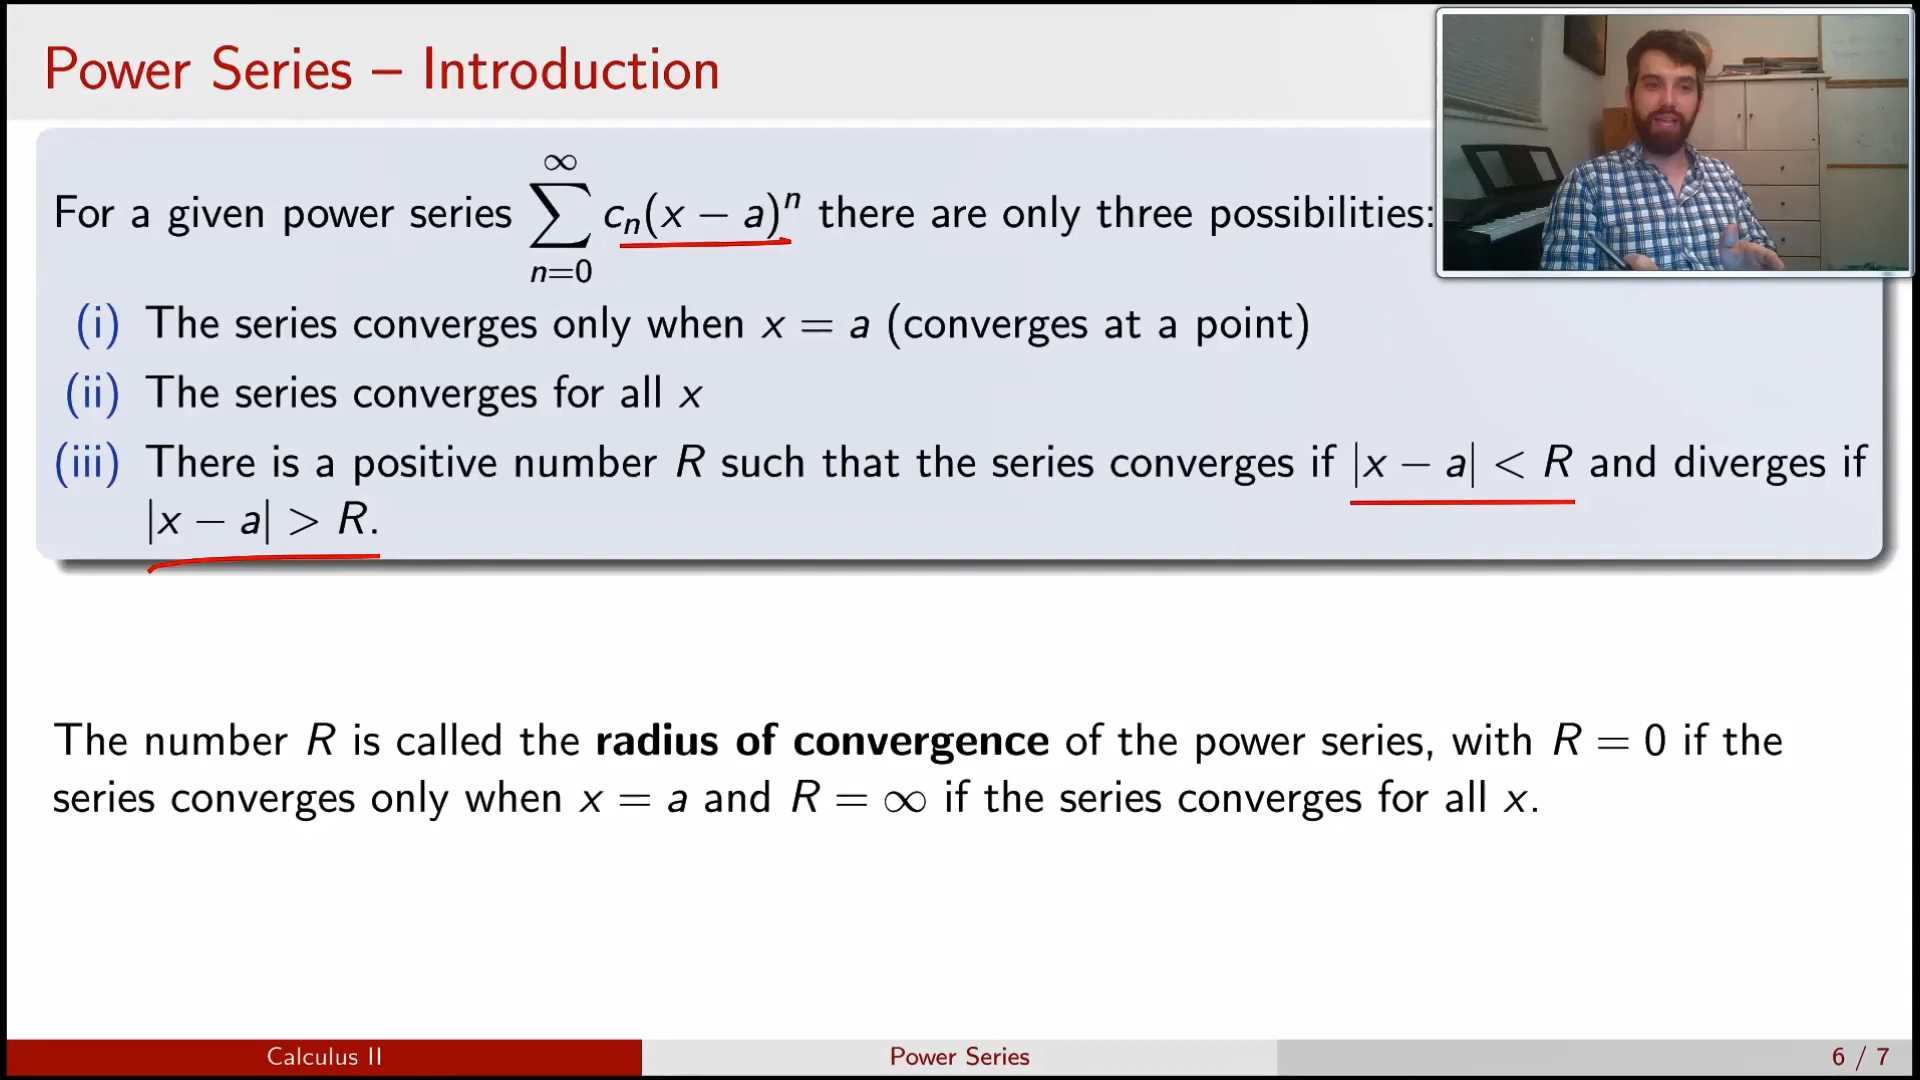 Power Series – Introduction
For a given power series $\sum_{n=0}^{\infty} c_n(x-a)^n$ there are only three possibilities:
(i) The series converges only when x = a (converges at a point)
(ii) The series converges for all x
(iii) There is a positive number R such that the series converges if |x − a| < R and diverges if
|x − a| > R.
The number R is called the radius of convergence of the power series, with R = 0 if the
series converges only when x = a and R = ∞ if the series converges for all x.
Calculus II
Power Series
6 / 7